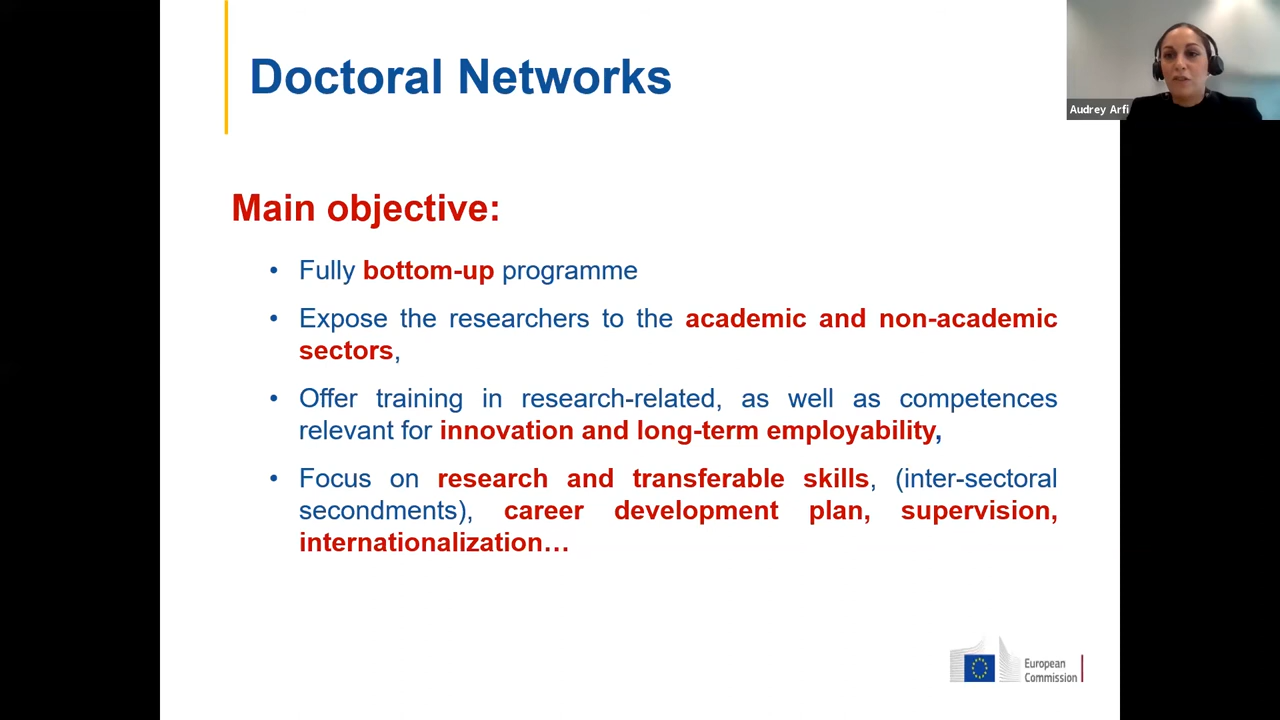 Doctoral Networks
Audrey Arfi
Main objective:
• Fully bottom-up programme
• Expose the researchers to the academic and non-academic
sectors,
• Offer training in research-related, as well as competences
relevant for innovation and long-term employability,
• Focus on research and transferable skills, (inter-sectoral
secondments), career development plan, supervision,
internationalization…
European
Commission